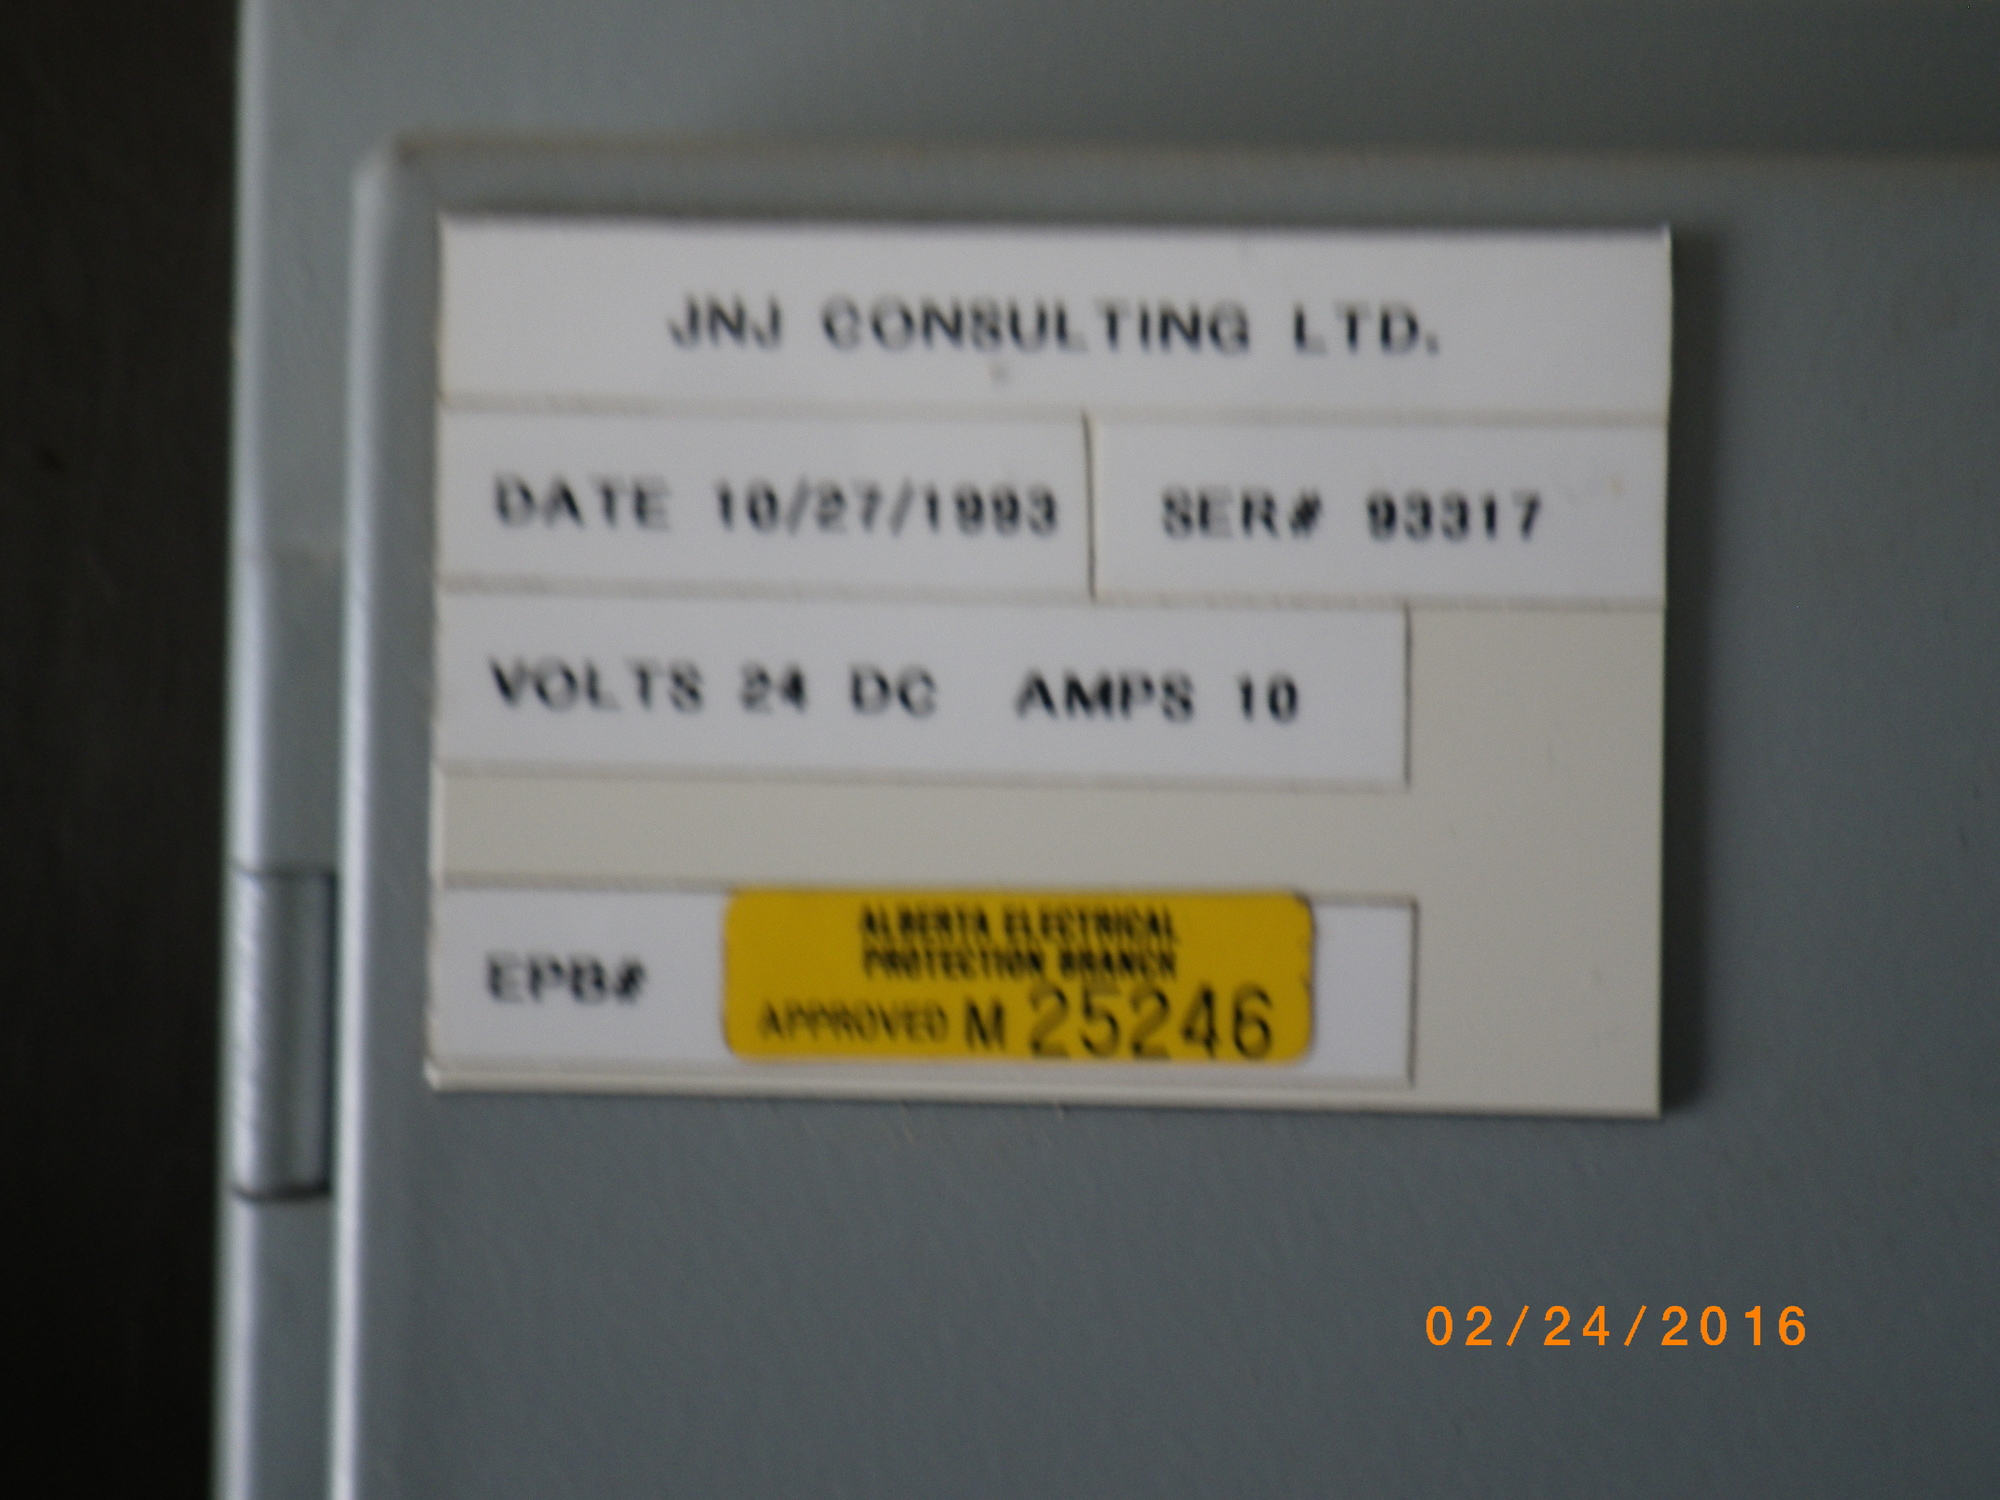 JNJ CONSULTING LTD.
DATE 10/27/1993
SER# 93317
VOLTS 24 DC AMPS 10
EPB#
ALBERTA ELECTRICAL
PROTECTION BRANCH
APPROVED M 25246
02/24/2016